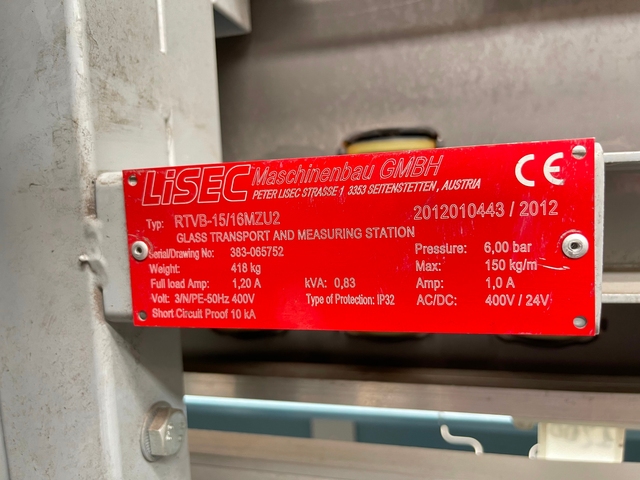 LiSEC Maschinenbau GMBH CE
PETER LISEC STRASSE 1 3353 SEITENSTETTEN, AUSTRIA
Typ: RTVB-15/16MZU2 2012010443 / 2012
GLASS TRANSPORT AND MEASURING STATION
Serial/Drawing No: 383-065752 Pressure: 6,00 bar
Weight: 418 kg Max: 150 kg/m
Full load Amp: 1,20 A kVA: 0,83 Amp: 1,0 A
Volt: 3/N/PE-50Hz 400V Type of Protection: IP32 AC/DC: 400V / 24V
Short Circuit Proof 10 kA